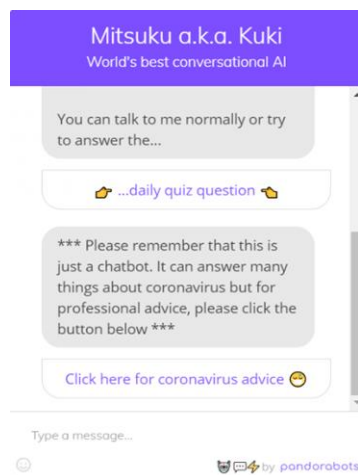 Mitsuku a.k.a. Kuki
World's best conversational AI
You can talk to me normally or try
to answer the...
👉 ...daily quiz question 👈
*** Please remember that this is
just a chatbot. It can answer many
things about coronavirus but for
professional advice, please click the
button below ***
Click here for coronavirus advice 😷
Type a message...
by pandorabots